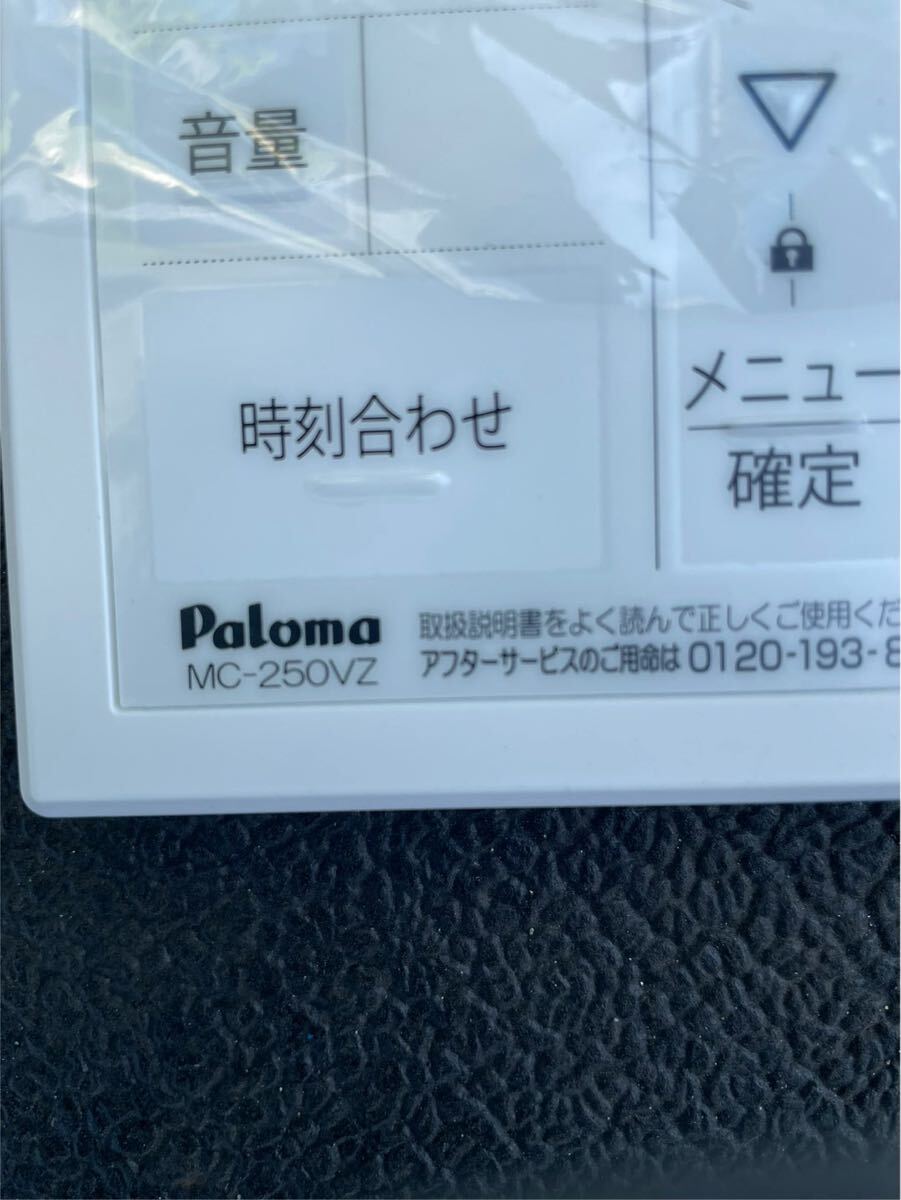 音量
時刻合わせ
メニュー
確定
Paloma
MC-250VZ
取扱説明書をよく読んで正しくご使用くだ
アフターサービスのご用命は 0120-193-8